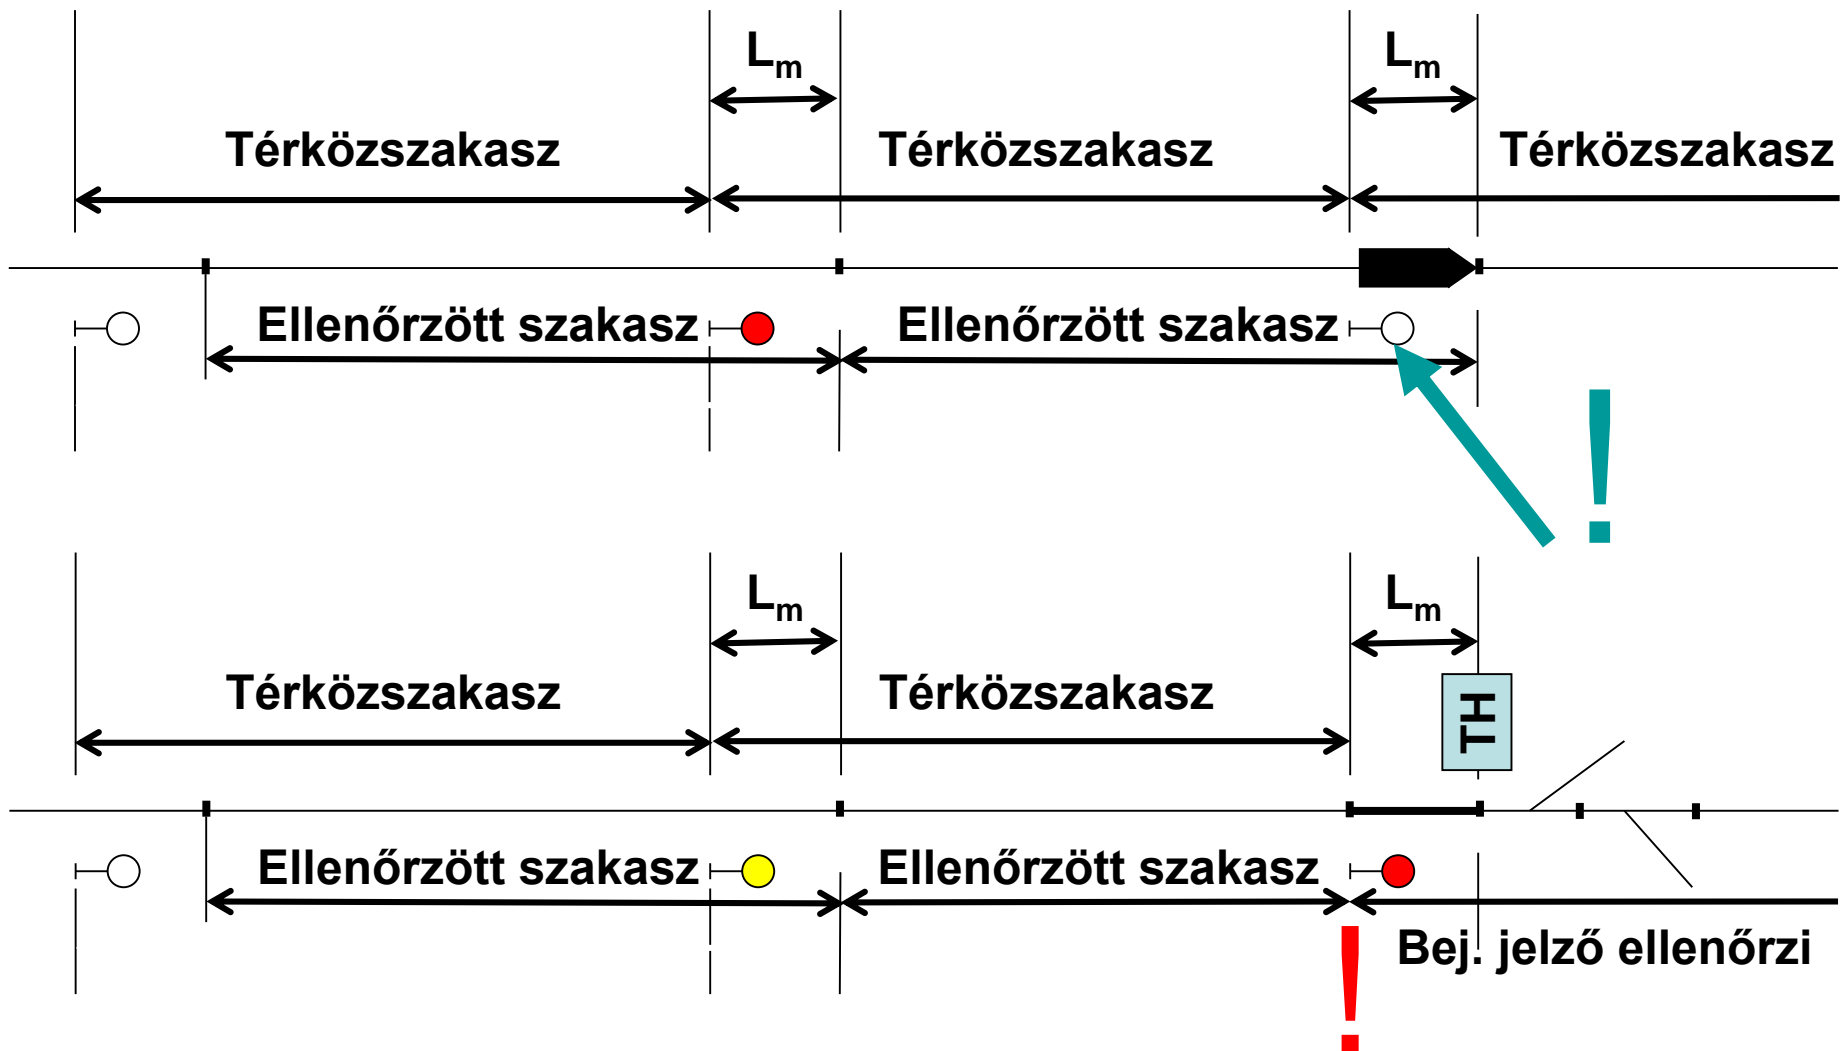 Lm
Lm
Térközszakasz
Térközszakasz
Térközszakasz
Ellenőrzött szakasz
Ellenőrzött szakasz
!
Lm
Lm
Térközszakasz
Térközszakasz
TH
Ellenőrzött szakasz
Ellenőrzött szakasz
Bej. jelző ellenőrzi
!